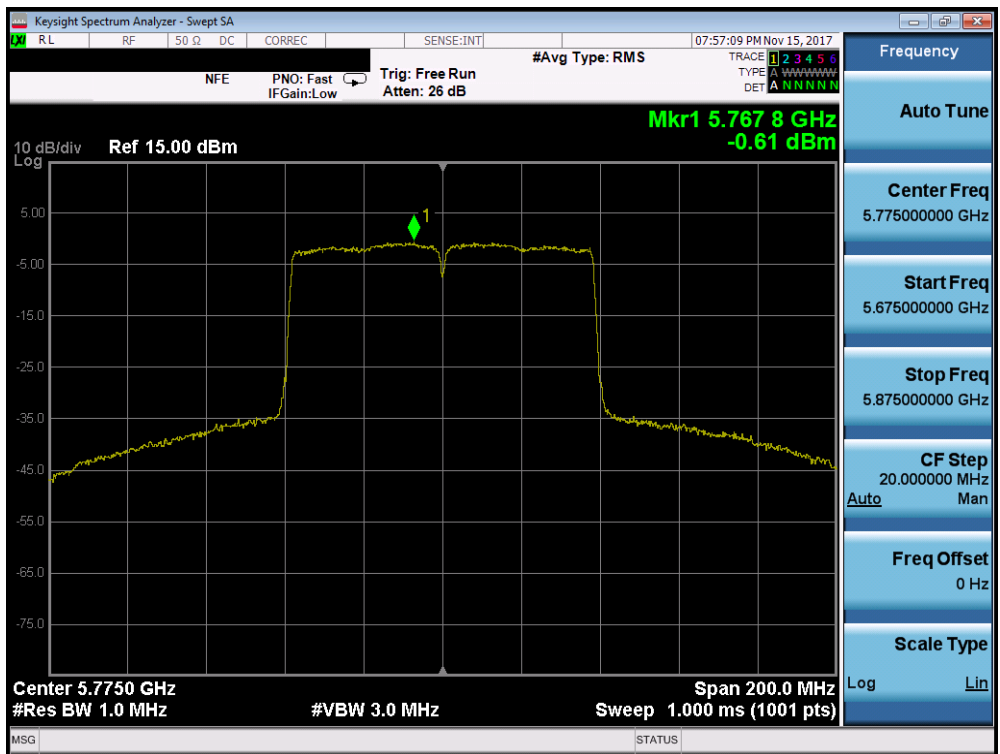 Keysight Spectrum Analyzer - Swept SA
LXI RL RF 50 Ω DC CORREC SENSE:INT 07:57:09 PM Nov 15, 2017
#Avg Type: RMS TRACE 1 2 3 4 5 6
NFE PNO: Fast Trig: Free Run TYPE A WWWWW
IFGain:Low Atten: 26 dB DET A N N N N N
Mkr1 5.767 8 GHz
-0.61 dBm
10 dB/div Ref 15.00 dBm
Log
1
5.00
-5.00
-15.0
-25.0
-35.0
-45.0
-55.0
-65.0
-75.0
Center 5.7750 GHz Span 200.0 MHz
#Res BW 1.0 MHz #VBW 3.0 MHz Sweep 1.000 ms (1001 pts)
MSG STATUS
Frequency
Auto Tune
Center Freq
5.775000000 GHz
Start Freq
5.675000000 GHz
Stop Freq
5.875000000 GHz
CF Step
20.000000 MHz
Auto Man
Freq Offset
0 Hz
Scale Type
Log Lin